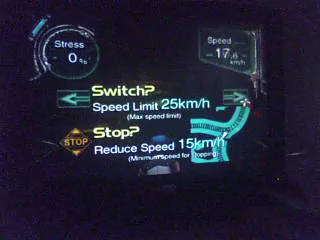 Stress
0%
Speed
17.6
km/h
Switch?
Speed Limit 25km/h
(Max speed limit)
Stop?
STOP
Reduce Speed 15km/h
(Minimum speed for stopping)